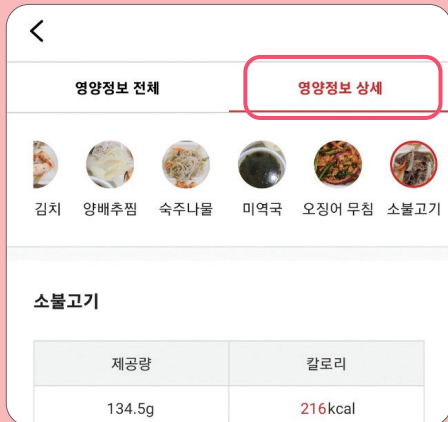 영양정보 전체 영양정보 상세
김치 양배추찜 숙주나물 미역국 오징어 무침 소불고기
소불고기
제공량 칼로리
134.5g 216kcal